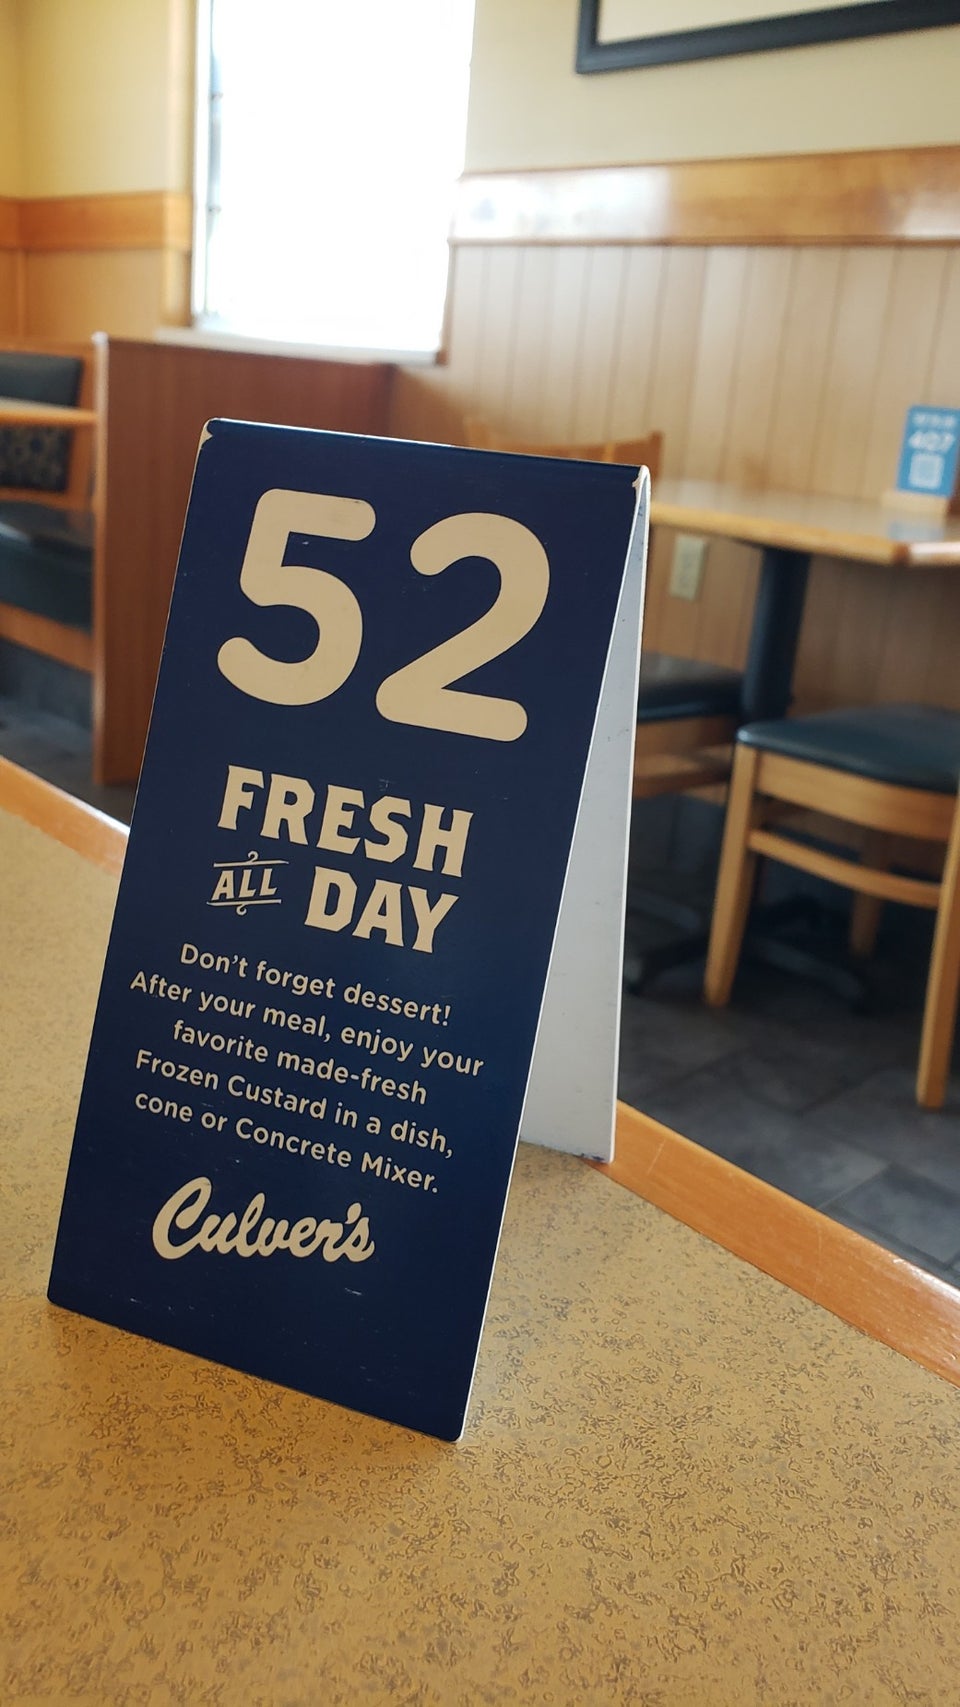 52
FRESH
ALL DAY
Don't forget dessert!
After your meal, enjoy your
favorite made-fresh
Frozen Custard in a dish,
cone or Concrete Mixer.
Culver's
407